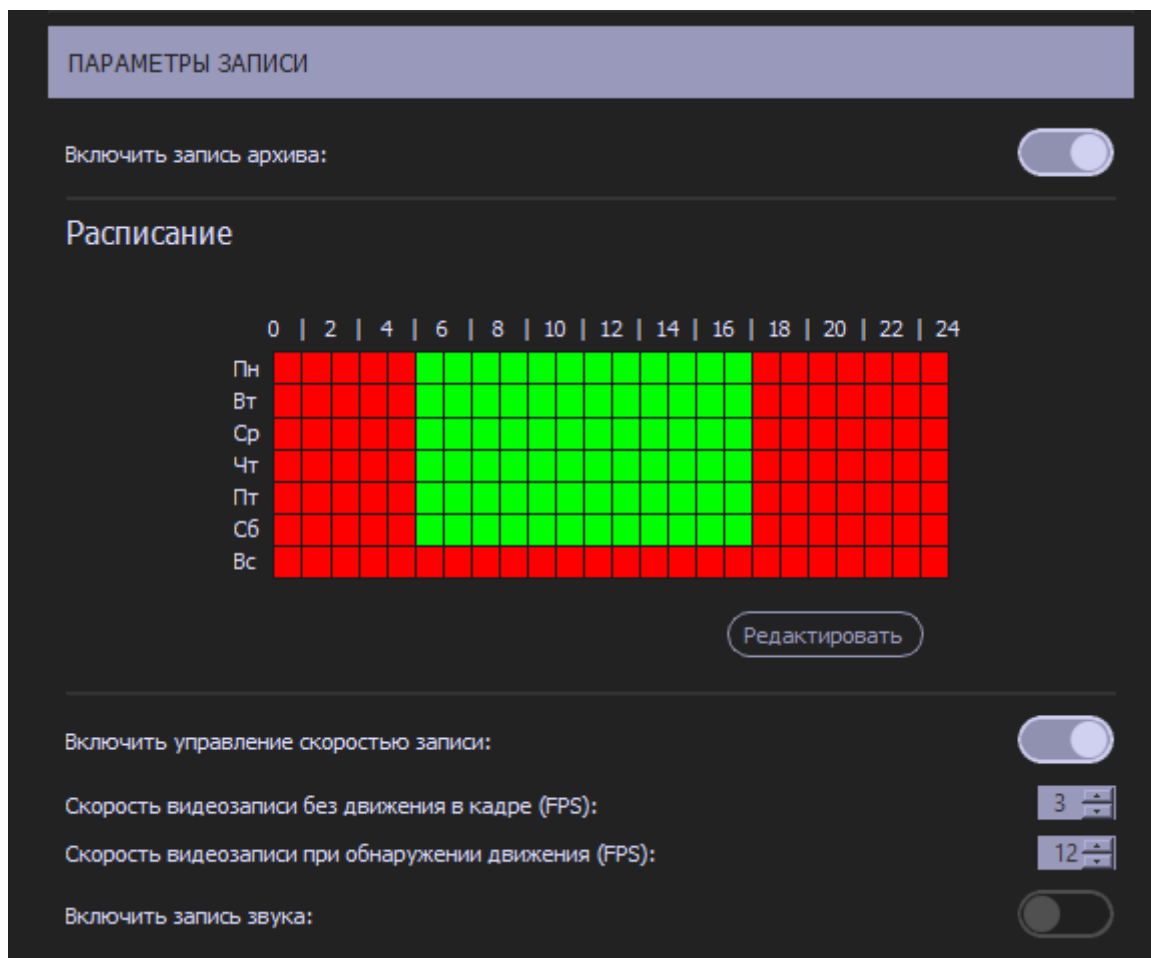 ПАРАМЕТРЫ ЗАПИСИ
Включить запись архива:
Расписание
0 | 2 | 4 | 6 | 8 | 10 | 12 | 14 | 16 | 18 | 20 | 22 | 24
Пн
Вт
Ср
Чт
Пт
Сб
Вс
Редактировать
Включить управление скоростью записи:
Скорость видеозаписи без движения в кадре (FPS): 3
Скорость видеозаписи при обнаружении движения (FPS): 12
Включить запись звука: